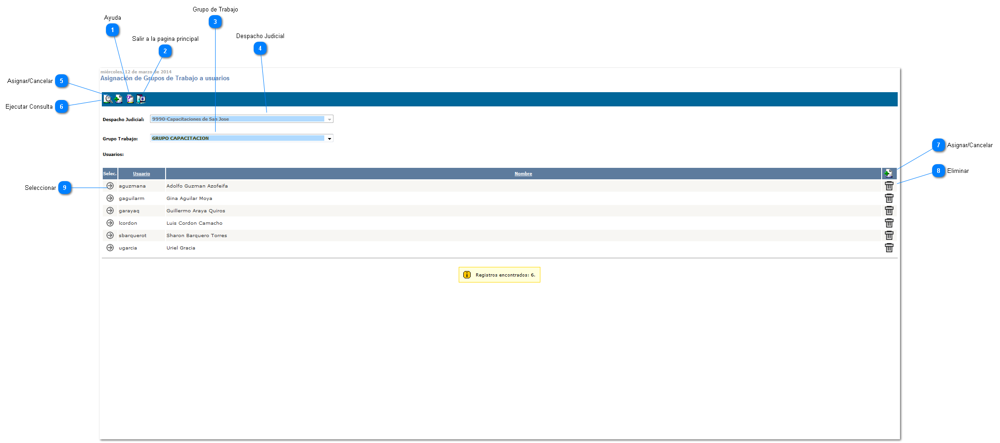 Grupo de Trabajo
3
Ayuda
1
Despacho Judicial
4
Salir a la pagina principal
2
miércoles, 12 de marzo de 2014
Asignación de Grupos de Trabajo a usuarios
Asignar/Cancelar 5
Ejecutar Consulta 6
Despacho Judicial: 9990-Capacitaciones de San Jose
Grupo Trabajo: GRUPO CAPACITACION
7 Asignar/Cancelar
Usuarios:
8 Eliminar
Selec. Usuario Nombre
Seleccionar 9
aguzmana Adolfo Guzman Azofeifa
gaguilarm Gina Aguilar Moya
garayaq Guillermo Araya Quiros
lcordon Luis Cordon Camacho
sbarquerot Sharon Barquero Torres
ugarcia Uriel Gracia
Registros encontrados: 6.